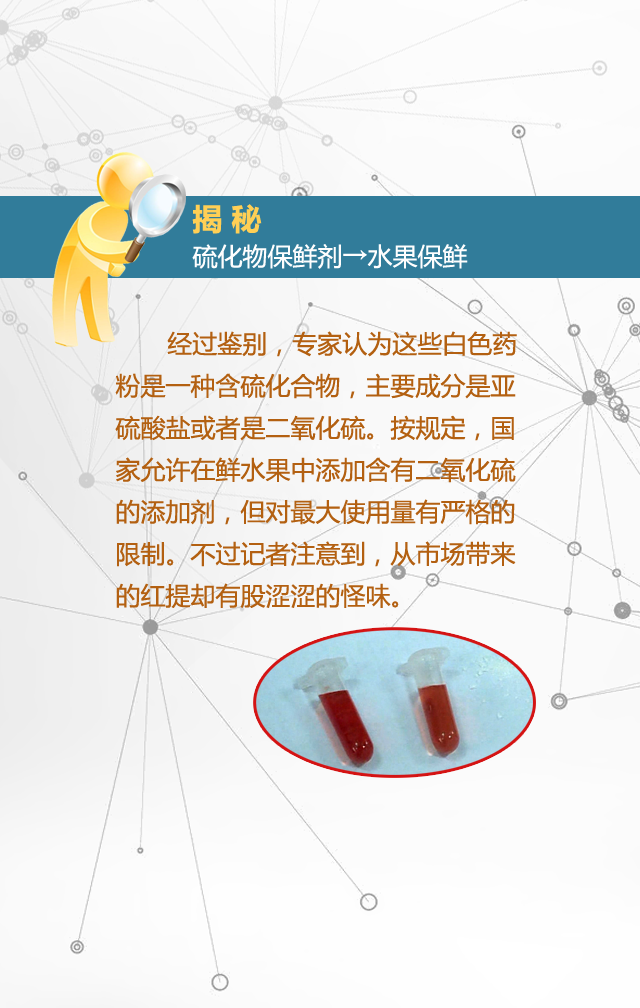 揭秘
硫化物保鲜剂→水果保鲜
经过鉴别，专家认为这些白色药
粉是一种含硫化合物，主要成分是亚
硫酸盐或者是二氧化硫。按规定，国
家允许在鲜水果中添加含有二氧化硫
的添加剂，但对最大使用量有严格的
限制。不过记者注意到，从市场带来
的红提却有股涩涩的怪味。